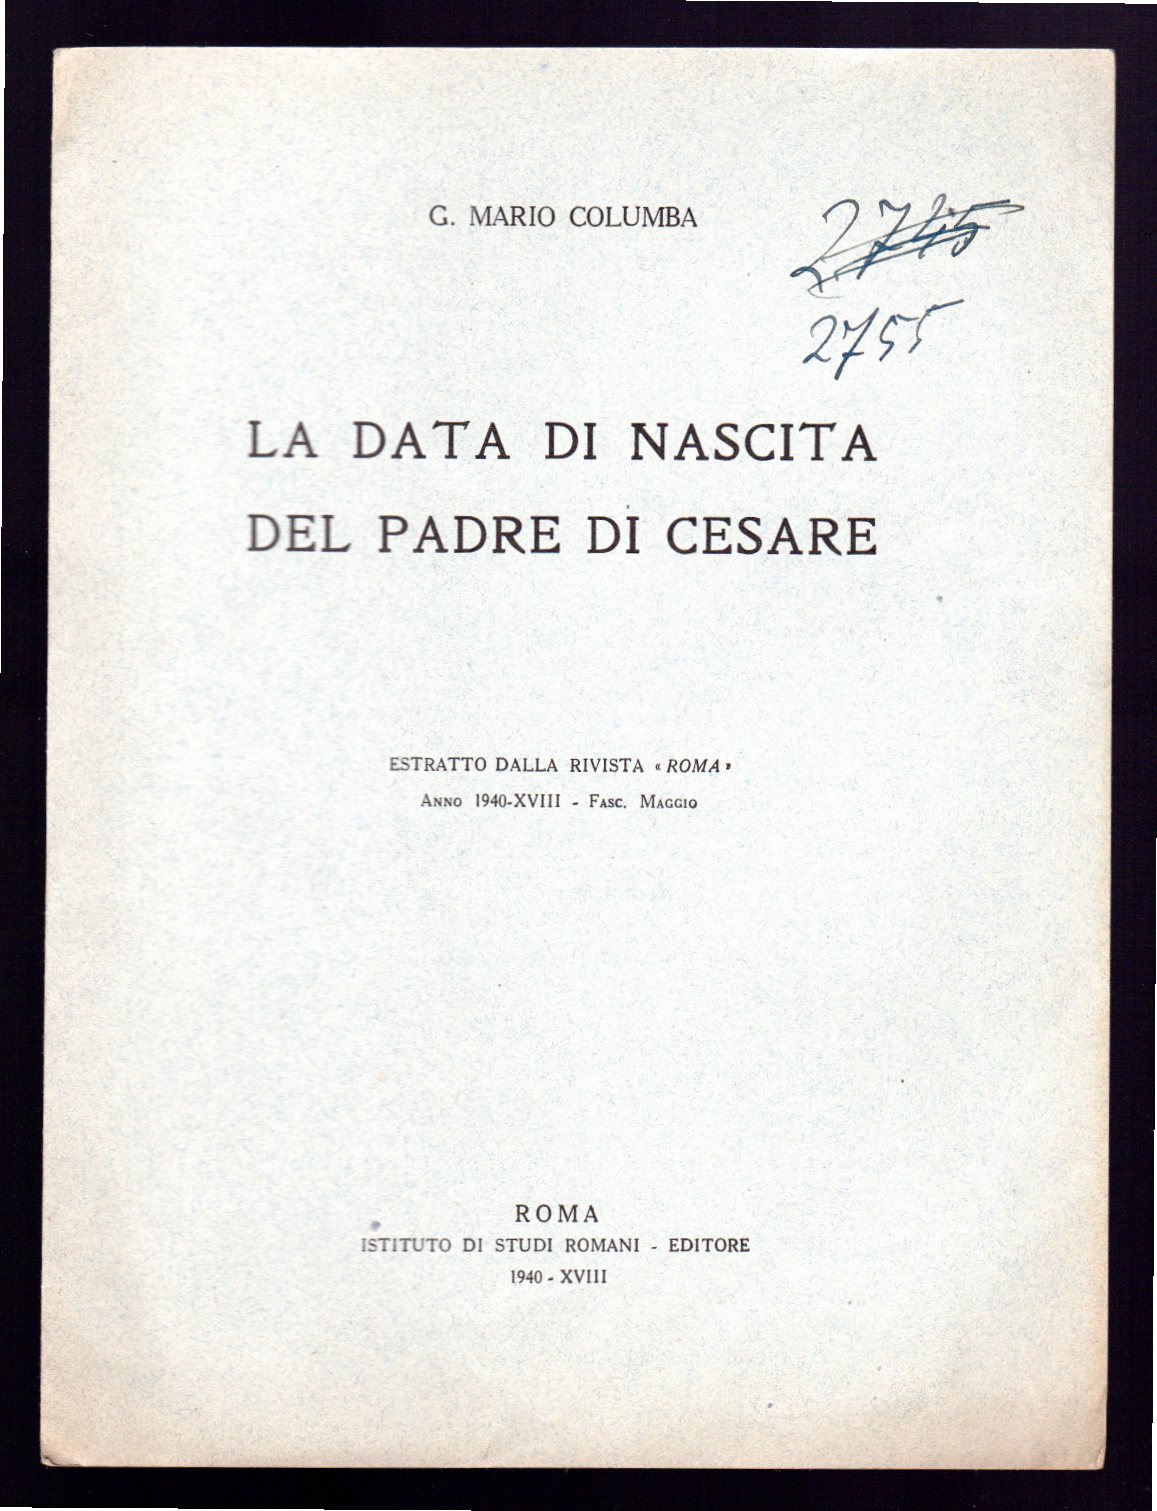 G. MARIO COLUMBA
2745
2755
LA DATA DI NASCITA
DEL PADRE DI CESARE
ESTRATTO DALLA RIVISTA «ROMA»
ANNO 1940-XVIII - FASC. MAGGIO
ROMA
ISTITUTO DI STUDI ROMANI - EDITORE
1940 - XVIII